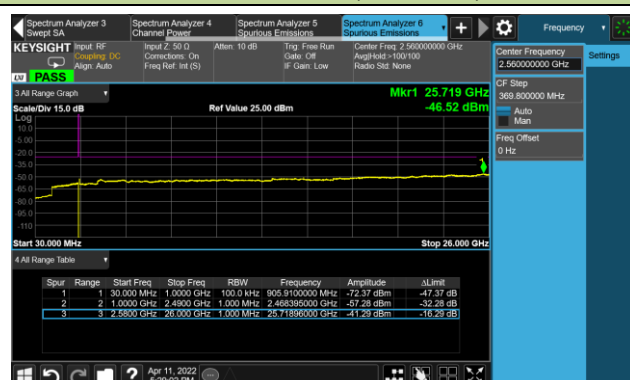 Spectrum Analyzer 3
Swept SA
Spectrum Analyzer 4
Channel Power
Spectrum Analyzer 5
Spurious Emissions
Spectrum Analyzer 6
Spurious Emissions
Frequency
KEYSIGHT
Input: RF
Coupling: DC
Align: Auto
Input Z: 50 Ω
Corrections: On
Freq Ref: Int (S)
Atten: 10 dB
Trig: Free Run
Gate: Off
IF Gain: Low
Center Freq: 2.560000000 GHz
Avg|Hold:>100/100
Radio Std: None
LXI PASS
Center Frequency
2.560000000 GHz
Settings
CF Step
369.800000 MHz
Auto
Man
Freq Offset
0 Hz
3 All Range Graph
Mkr1 25.719 GHz
Scale/Div 15.0 dB
Ref Value 25.00 dBm
-46.52 dBm
Log
10.0
-5.00
-20.0
-35.0
-50.0
-65.0
-80.0
-95.0
-110
1
Start 30.000 MHz
Stop 26.000 GHz
4 All Range Table
Spur Range Start Freq Stop Freq RBW Frequency Amplitude ΔLimit
1 1 30.000 MHz 1.0000 GHz 100.0 kHz 905.9100000 MHz -72.37 dBm -47.37 dB
2 2 1.0000 GHz 2.4900 GHz 1.000 MHz 2.468395000 GHz -57.28 dBm -32.28 dB
3 3 2.5800 GHz 26.000 GHz 1.000 MHz 25.71896000 GHz -41.29 dBm -16.29 dB
?
Apr 11, 2022